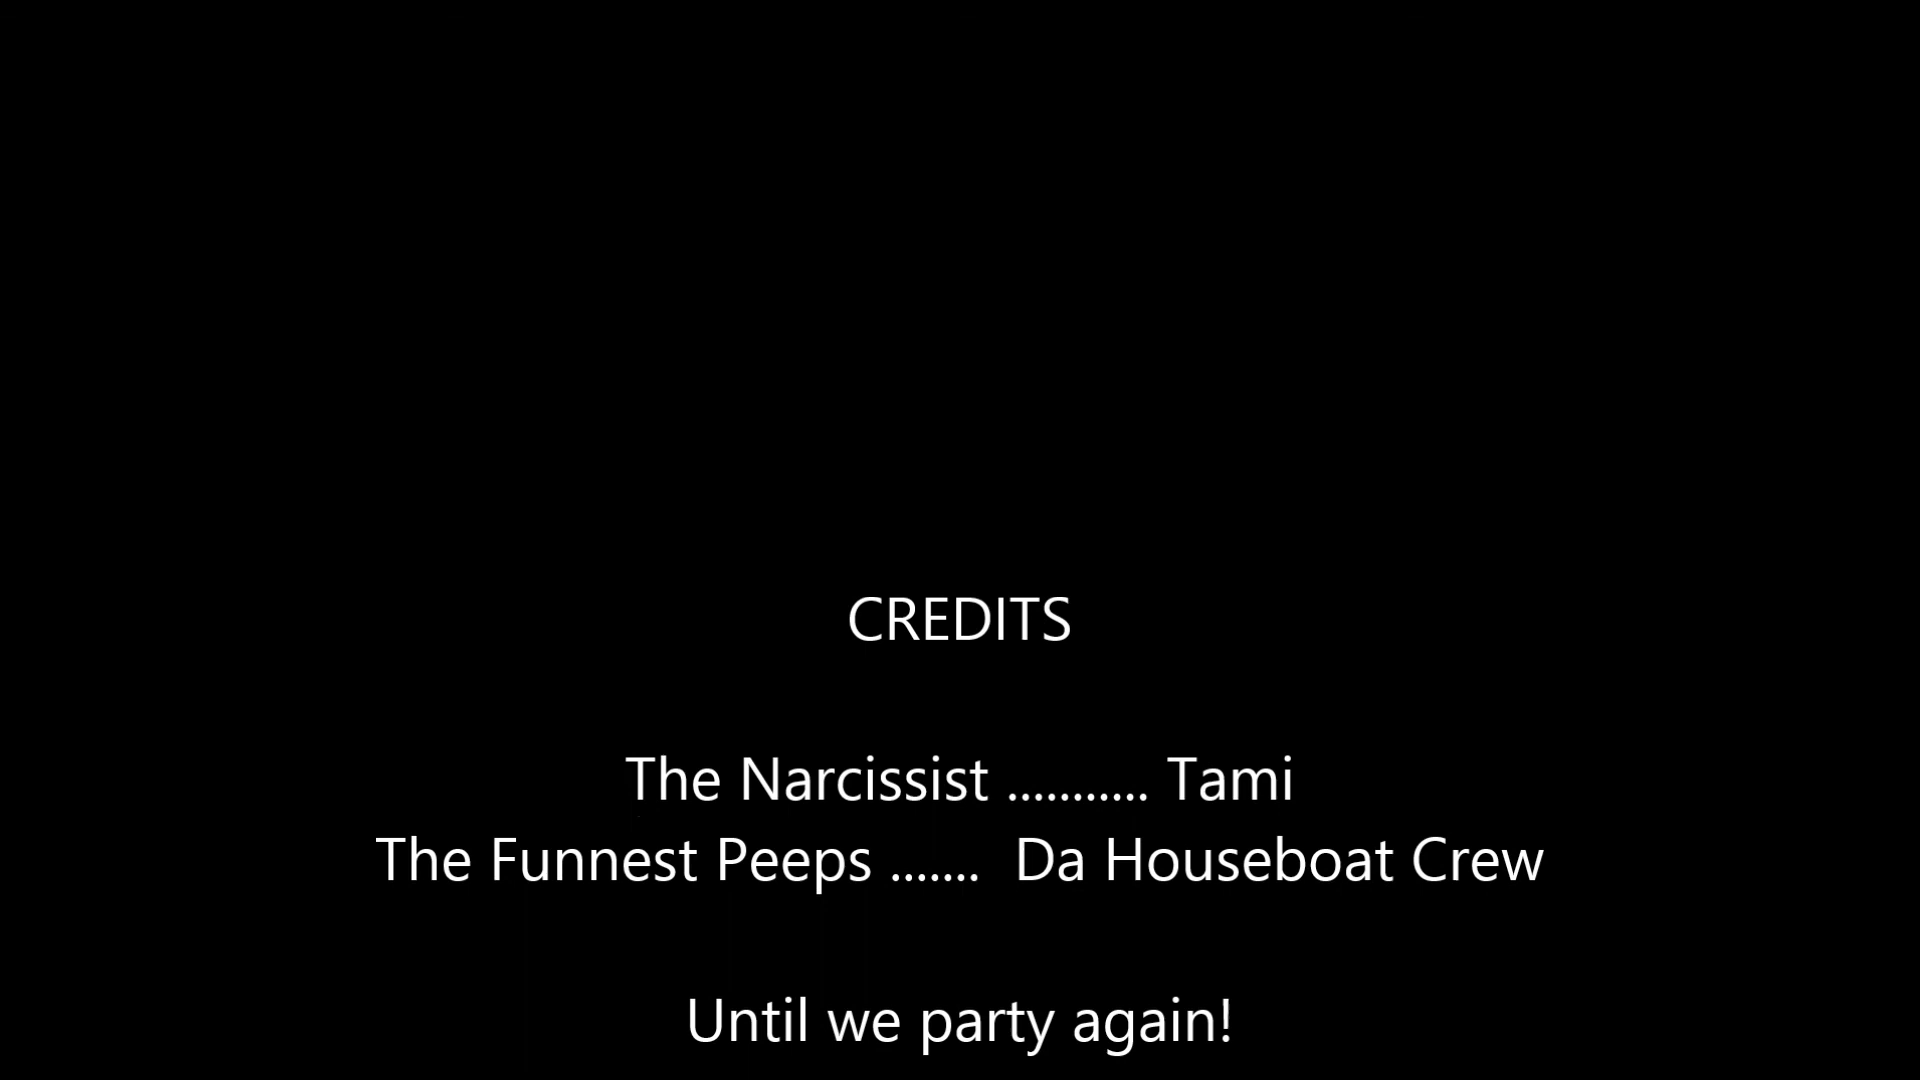 CREDITS
The Narcissist ........... Tami
The Funnest Peeps ....... Da Houseboat Crew
Until we party again!